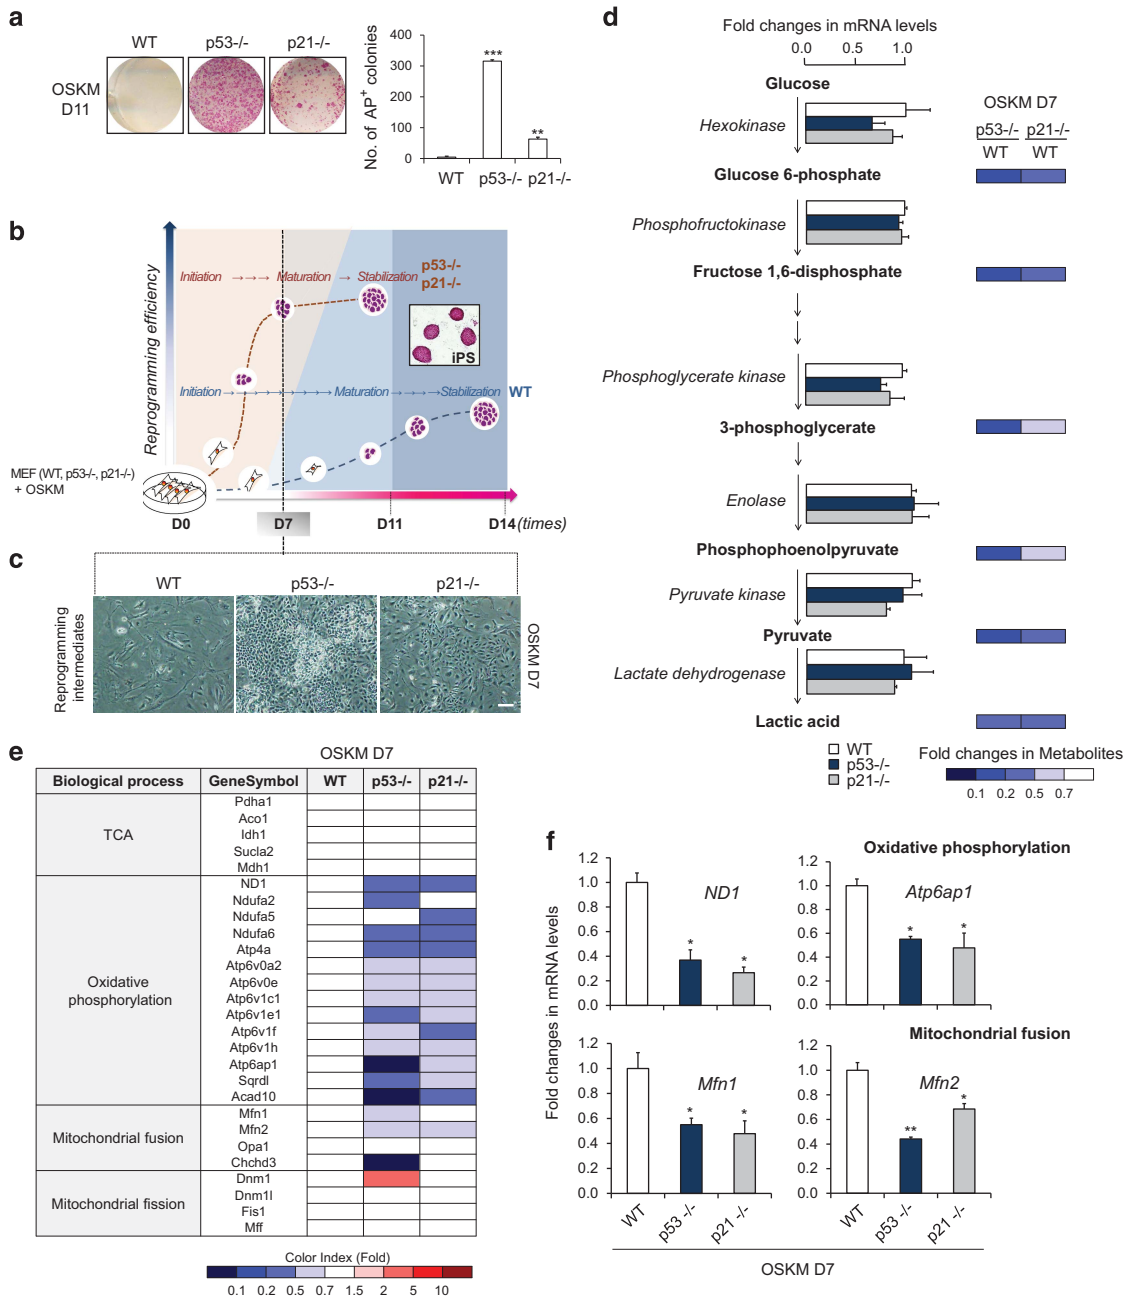 a
WT p53-/- p21-/-
OSKM
D11
No. of AP+ colonies
400
300
200
100
0
***
**
WT p53-/- p21-/-
b
Reprogramming efficiency
Initiation →→→→ Maturation → Stabilization
p53-/-
p21-/-
iPS
Initiation →→→→→→→→→ Maturation →→→→ Stabilization WT
MEF (WT, p53-/-, p21-/-)
+ OSKM
D0 D7 D11 D14 (times)
c
WT p53-/- p21-/-
Reprogramming
intermediates
OSKM D7
d
Fold changes in mRNA levels
0.0 0.5 1.0
Glucose
OSKM D7
Hexokinase
p53-/- p21-/-
WT WT
Glucose 6-phosphate
Phosphofructokinase
Fructose 1,6-disphosphate
Phosphoglycerate kinase
3-phosphoglycerate
Enolase
Phosphophoenolpyruvate
Pyruvate kinase
Pyruvate
Lactate dehydrogenase
Lactic acid
WT
p53-/-
p21-/-
Fold changes in Metabolites
0.1 0.2 0.5 0.7
e
OSKM D7
Biological process GeneSymbol WT p53-/- p21-/-
TCA
Pdha1
Aco1
Idh1
Sucla2
Mdh1
Oxidative
phosphorylation
ND1
Ndufa2
Ndufa5
Ndufa6
Atp4a
Atp6v0a2
Atp6v0e
Atp6v1c1
Atp6v1e1
Atp6v1f
Atp6v1h
Atp6ap1
Sqrdl
Acad10
Mitochondrial fusion
Mfn1
Mfn2
Opa1
Chchd3
Mitochondrial fission
Dnm1
Dnm1l
Fis1
Mff
Color Index (Fold)
0.1 0.2 0.5 0.7 1.5 2 5 10
f
Oxidative phosphorylation
Fold changes in mRNA levels
1.2
1.0
0.8
0.6
0.4
0.2
0.0
ND1
*
*
1.2
1.0
0.8
0.6
0.4
0.2
0.0
Atp6ap1
*
*
Mitochondrial fusion
1.2
1.0
0.8
0.6
0.4
0.2
0.0
Mfn1
*
*
WT p53 -/- p21 -/-
1.2
1.0
0.8
0.6
0.4
0.2
0.0
Mfn2
**
*
WT p53 -/- p21 -/-
OSKM D7